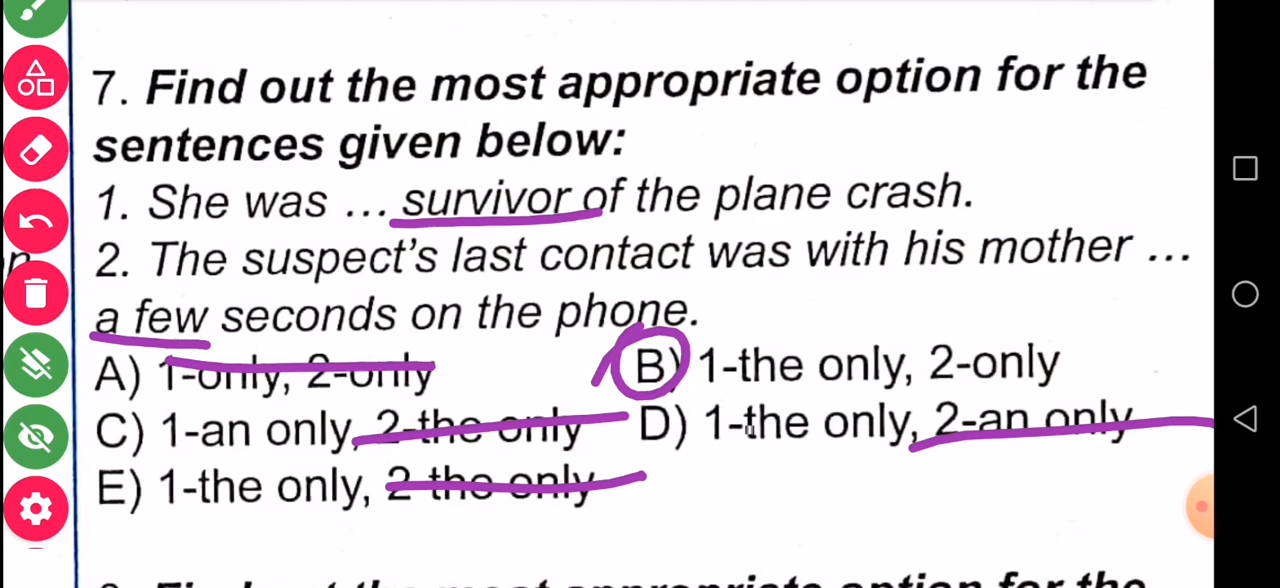 7. Find out the most appropriate option for the
sentences given below:
1. She was ... survivor of the plane crash.
2. The suspect's last contact was with his mother ...
a few seconds on the phone.
A) 1-only, 2-only B) 1-the only, 2-only
C) 1-an only, 2-the only D) 1-the only, 2-an only
E) 1-the only, 2-the only